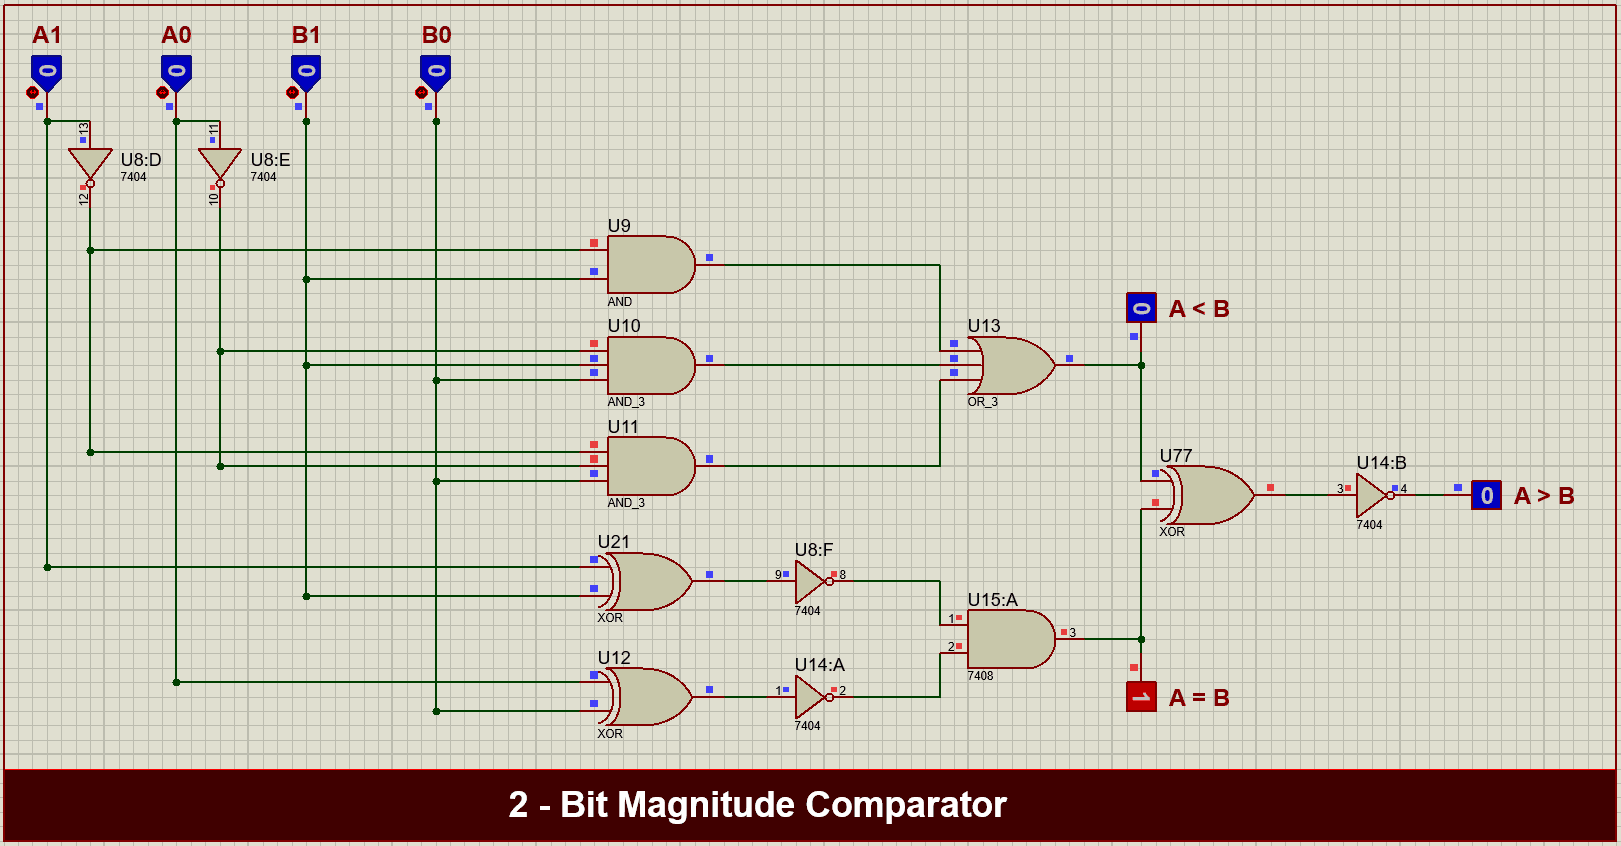 A1 A0 B1 B0
0 0 0 0
13 11
U8:D U8:E
7404 7404
12 10
U9
AND
U10
AND_3
U11
AND_3
U13
OR_3
0 A < B
U77
XOR
U14:B
3 4
7404
0 A > B
U21
XOR
U8:F
9 8
7404
U12
XOR
U14:A
1 2
7404
U15:A
1
2
3
7408
1 A = B
2 - Bit Magnitude Comparator